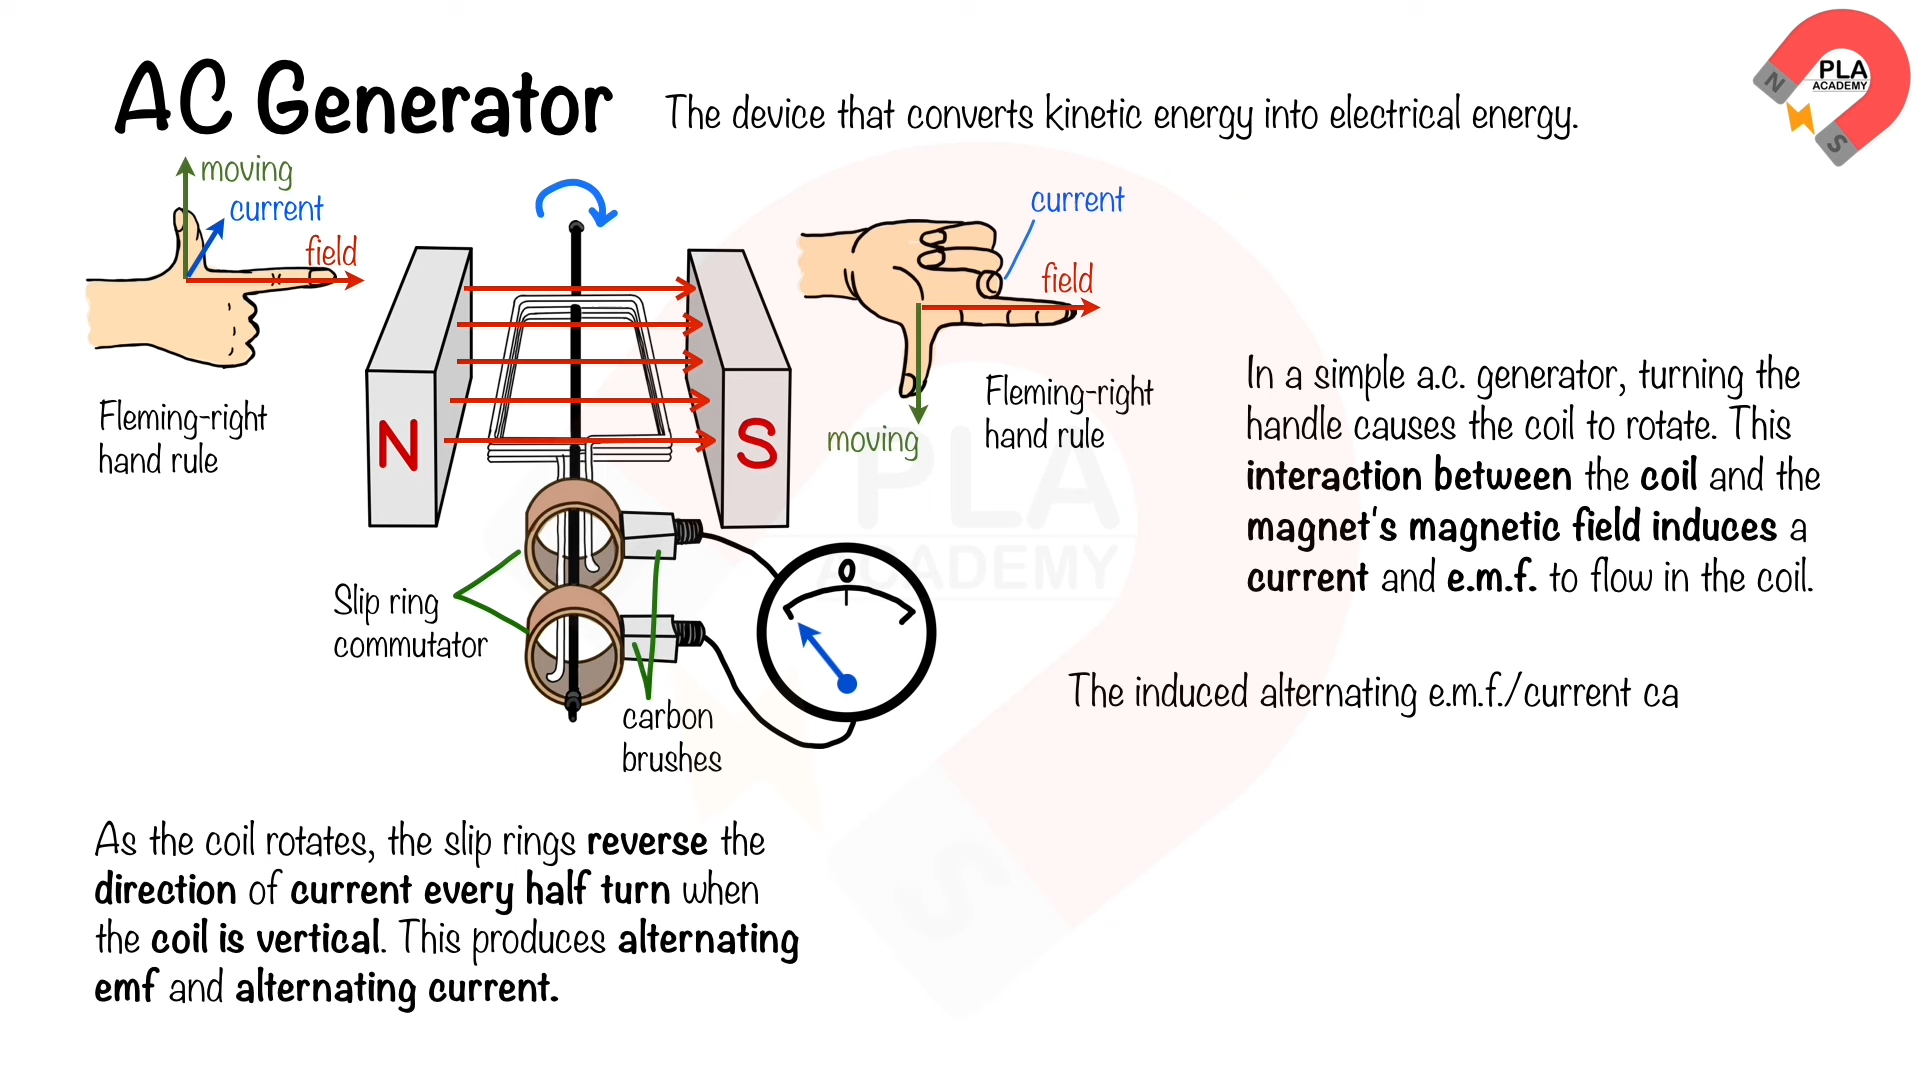 AC Generator
The device that converts kinetic energy into electrical energy.
PLA
ACADEMY
N
S
moving
current
field
Fleming-right
hand rule
N
S
current
field
moving
Fleming-right
hand rule
In a simple a.c. generator, turning the
handle causes the coil to rotate. This
interaction between the coil and the
magnet's magnetic field induces a
current and e.m.f. to flow in the coil.
Slip ring
commutator
carbon
brushes
0
The induced alternating e.m.f./current ca
As the coil rotates, the slip rings reverse the
direction of current every half turn when
the coil is vertical. This produces alternating
emf and alternating current.
PLA
ACADEMY
S